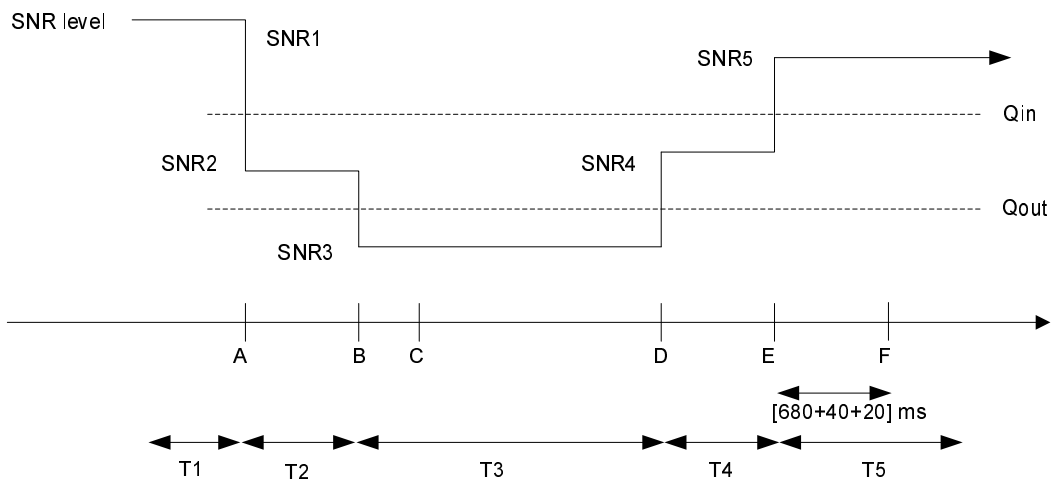 SNR level
SNR1
SNR5
Qin
SNR2
SNR4
Qout
SNR3
A
B
C
D
E
F
[680+40+20] ms
T1
T2
T3
T4
T5